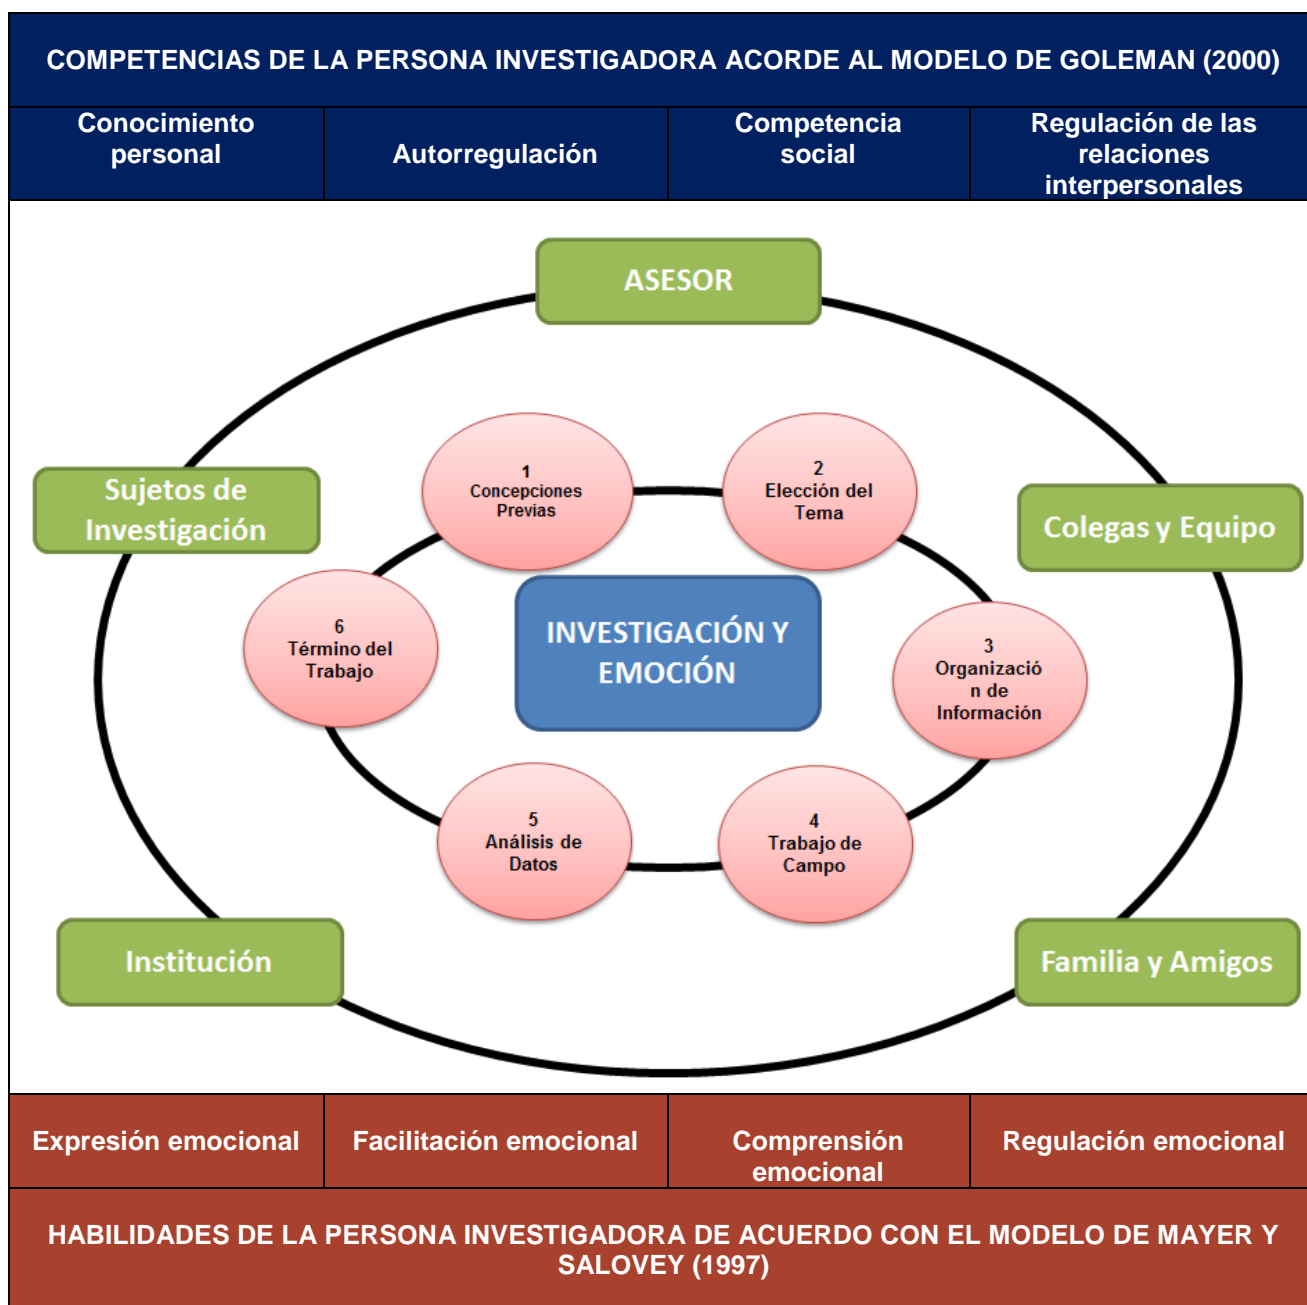 COMPETENCIAS DE LA PERSONA INVESTIGADORA ACORDE AL MODELO DE GOLEMAN (2000)
Conocimiento
personal
Autorregulación
Competencia
social
Regulación de las
relaciones
interpersonales
ASESOR
Sujetos de
Investigación
Colegas y Equipo
1
Concepciones
Previas
2
Elección del
Tema
INVESTIGACIÓN Y
EMOCIÓN
6
Término del
Trabajo
3
Organizació
n de
Información
5
Análisis de
Datos
4
Trabajo de
Campo
Institución
Familia y Amigos
Expresión emocional
Facilitación emocional
Comprensión
emocional
Regulación emocional
HABILIDADES DE LA PERSONA INVESTIGADORA DE ACUERDO CON EL MODELO DE MAYER Y
SALOVEY (1997)